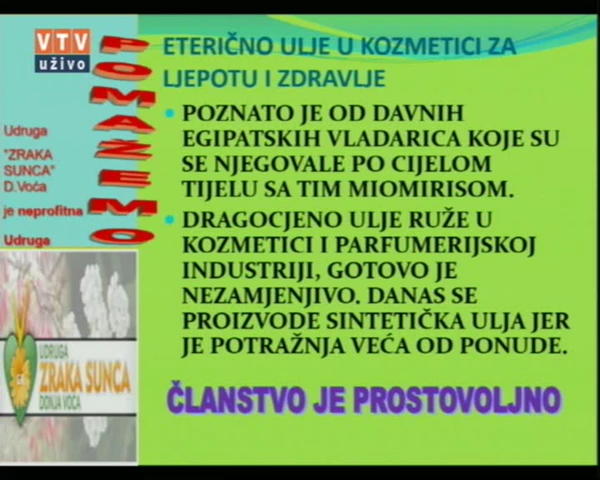 VTV
uživo
POMAŽEMO
Udruga
"ZRAKA
SUNCA"
D.Voća
je neprofitna
Udruga
UDRUGA
ZRAKA SUNCA
DONJA VOĆA
ETERIČNO ULJE U KOZMETICI ZA
LJEPOTU I ZDRAVLJE
POZNATO JE OD DAVNIH
EGIPATSKIH VLADARICA KOJE SU
SE NJEGOVALE PO CIJELOM
TIJELU SA TIM MIOMIRISOM.
DRAGOCJENO ULJE RUŽE U
KOZMETICI I PARFUMERIJSKOJ
INDUSTRIJI, GOTOVO JE
NEZAMJENJIVO. DANAS SE
PROIZVODE SINTETIČKA ULJA JER
JE POTRAŽNJA VEĆA OD PONUDE.
ČLANSTVO JE PROSTOVOLJNO